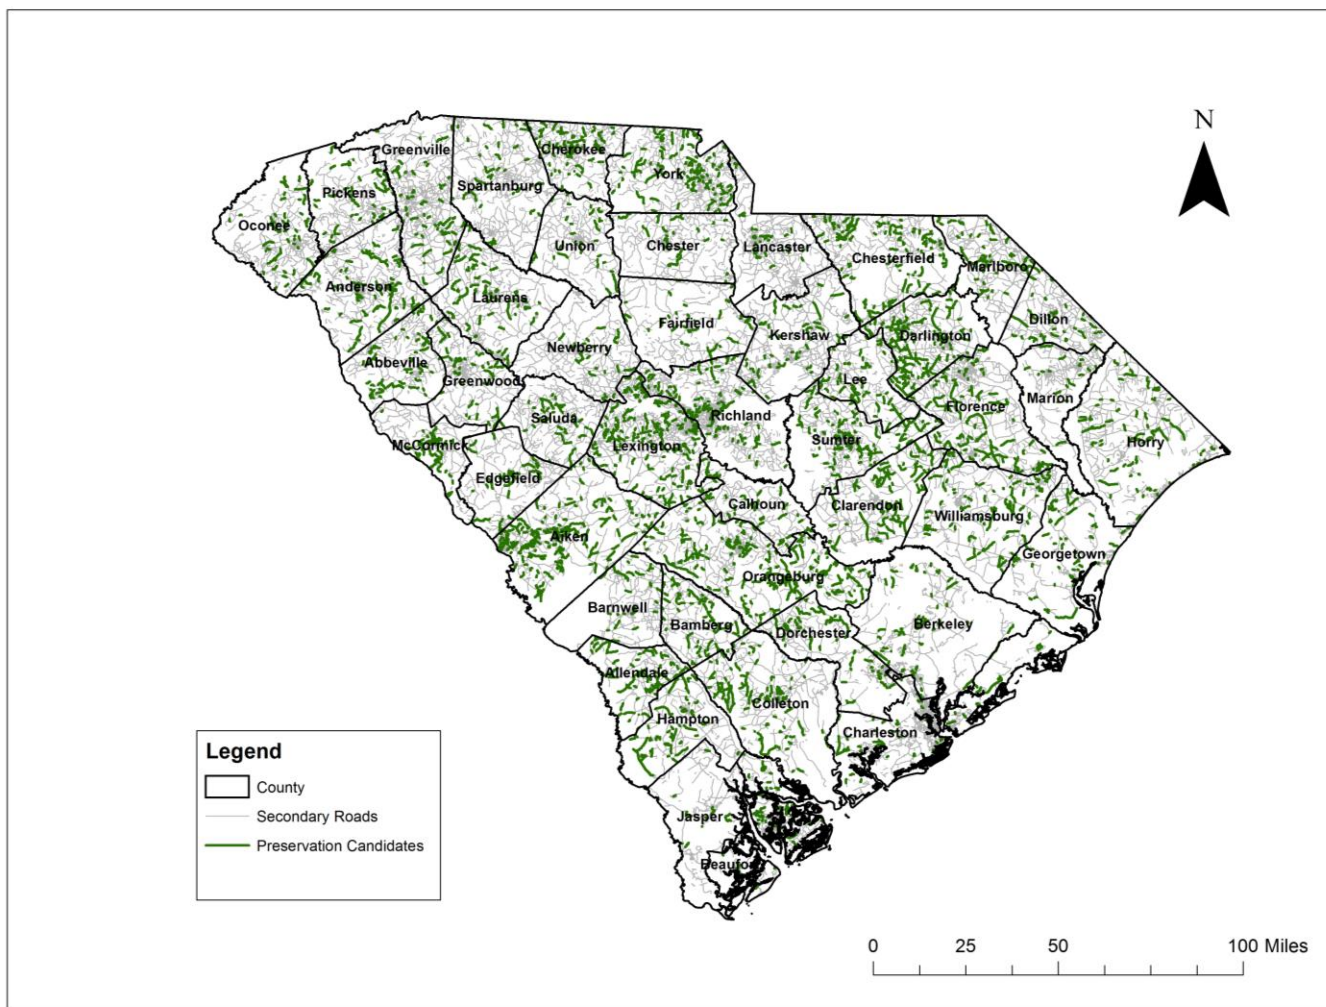 N
Greenville
Cherokee
Spartanburg
York
Pickens
Oconee
Union
Chester
Lancaster
Chesterfield
Marlboro
Anderson
Laurens
Fairfield
Kershaw
Darlington
Dillon
Newberry
Abbeville
Greenwood
Lee
Marion
Florence
Saluda
Richland
Lexington
Sumter
Horry
McCormick
Edgefield
Calhoun
Clarendon
Williamsburg
Aiken
Georgetown
Orangeburg
Barnwell
Bamberg
Dorchester
Berkeley
Allendale
Colleton
Hampton
Charleston
Jasper
Beaufort
Legend
County
Secondary Roads
Preservation Candidates
0 25 50 100 Miles